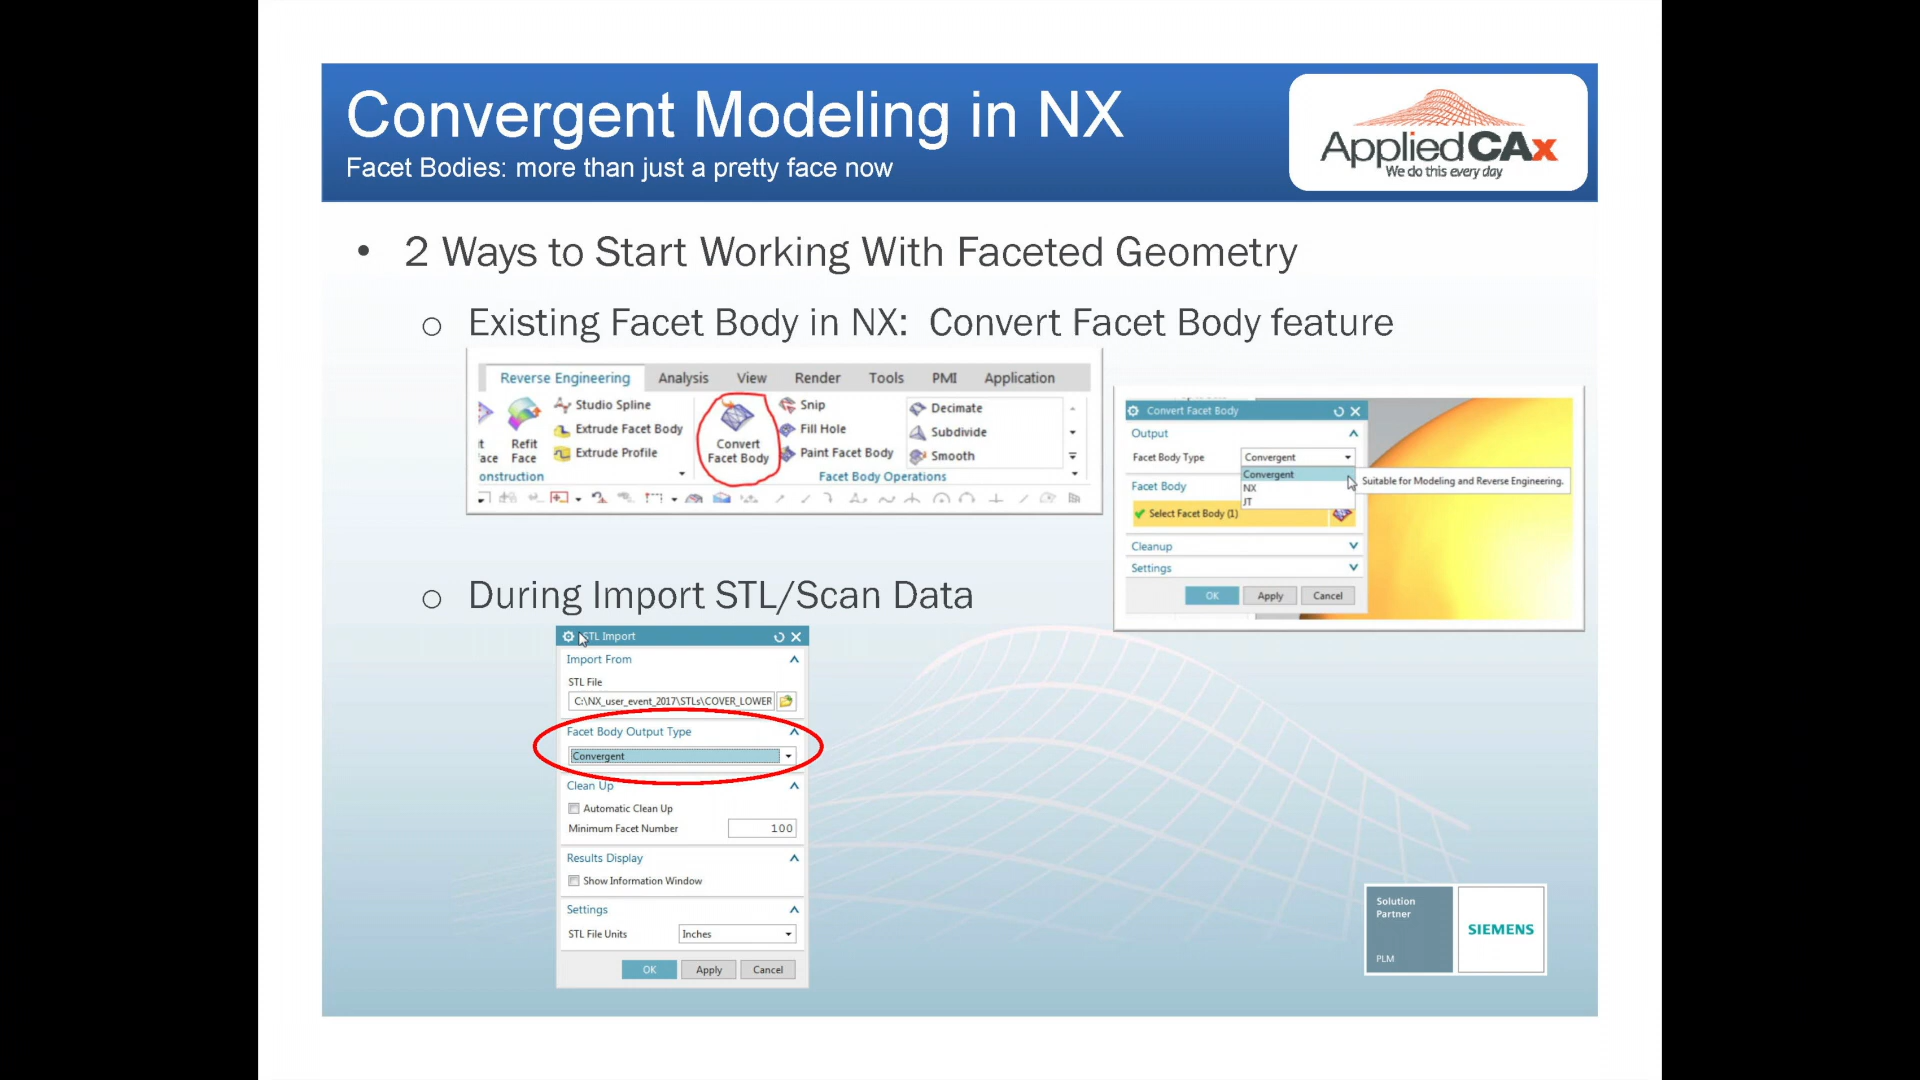 Convergent Modeling in NX
Facet Bodies: more than just a pretty face now
AppliedCAx
We do this every day
• 2 Ways to Start Working With Faceted Geometry
o Existing Facet Body in NX: Convert Facet Body feature
Reverse Engineering Analysis View Render Tools PMI Application
Studio Spline
Extrude Facet Body
Extrude Profile
Refit
Face
ace
onstruction
Convert
Facet Body
Snip
Fill Hole
Paint Facet Body
Decimate
Subdivide
Smooth
Facet Body Operations
Convert Facet Body
Output
Facet Body Type Convergent
Convergent
NX
JT
Suitable for Modeling and Reverse Engineering.
Facet Body
Select Facet Body (1)
Cleanup
Settings
OK Apply Cancel
o During Import STL/Scan Data
STL Import
Import From
STL File
C:\NX_user_event_2017\STLs\COVER_LOWER
Facet Body Output Type
Convergent
Clean Up
Automatic Clean Up
Minimum Facet Number 100
Results Display
Show Information Window
Settings
STL File Units Inches
OK Apply Cancel
Solution
Partner
PLM
SIEMENS